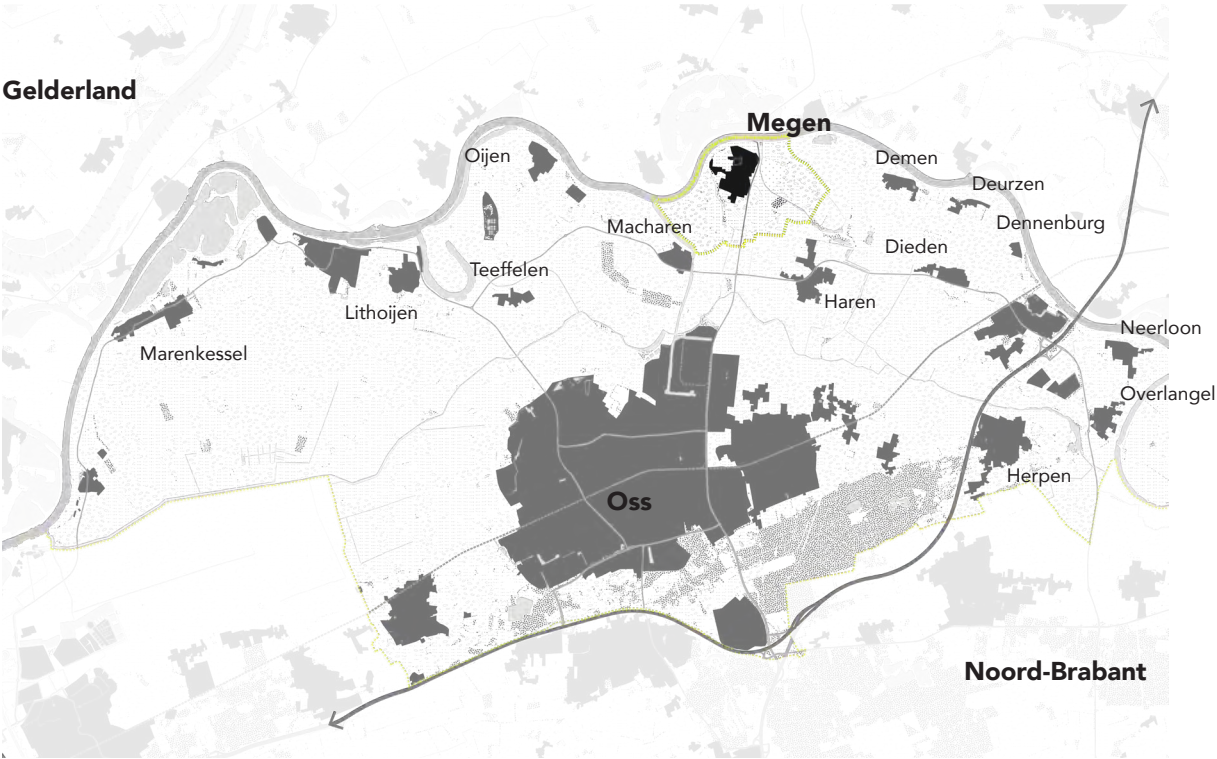 Gelderland
Megen
Oijen
Demen
Deurzen
Macharen
Dennenburg
Dieden
Teeffelen
Haren
Lithoijen
Neerloon
Marenkessel
Overlangel
Herpen
Oss
Noord-Brabant